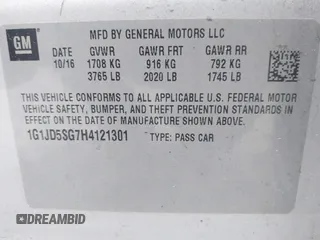 GM
MFD BY GENERAL MOTORS LLC
DATE GVWR GAWR FRT GAWR RR
10/16 1708 KG 916 KG 792 KG
3765 LB 2020 LB 1745 LB
THIS VEHICLE CONFORMS TO ALL APPLICABLE U.S. FEDERAL MOTOR
VEHICLE SAFETY, BUMPER, AND THEFT PREVENTION STANDARDS IN
EFFECT ON THE DATE OF MANUFACTURE SHOWN ABOVE.
1G1JD5SG7H4121301 TYPE: PASS CAR
AUTOHELPERBOT.COM